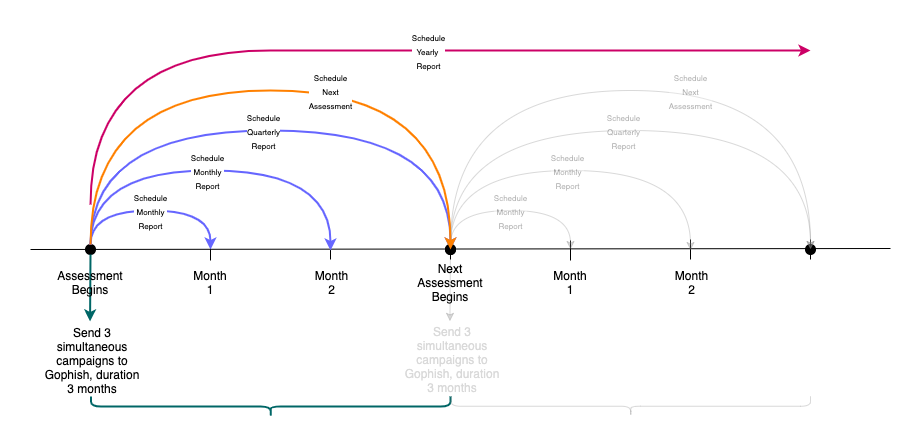 Schedule
Yearly
Report
Schedule
Next
Assessment
Schedule
Next
Assessment
Schedule
Quarterly
Report
Schedule
Quarterly
Report
Schedule
Monthly
Report
Schedule
Monthly
Report
Schedule
Monthly
Report
Schedule
Monthly
Report
Assessment
Begins
Month
1
Month
2
Next
Assessment
Begins
Month
1
Month
2
Send 3
simultaneous
campaigns to
Gophish, duration
3 months
Send 3
simultaneous
campaigns to
Gophish, duration
3 months